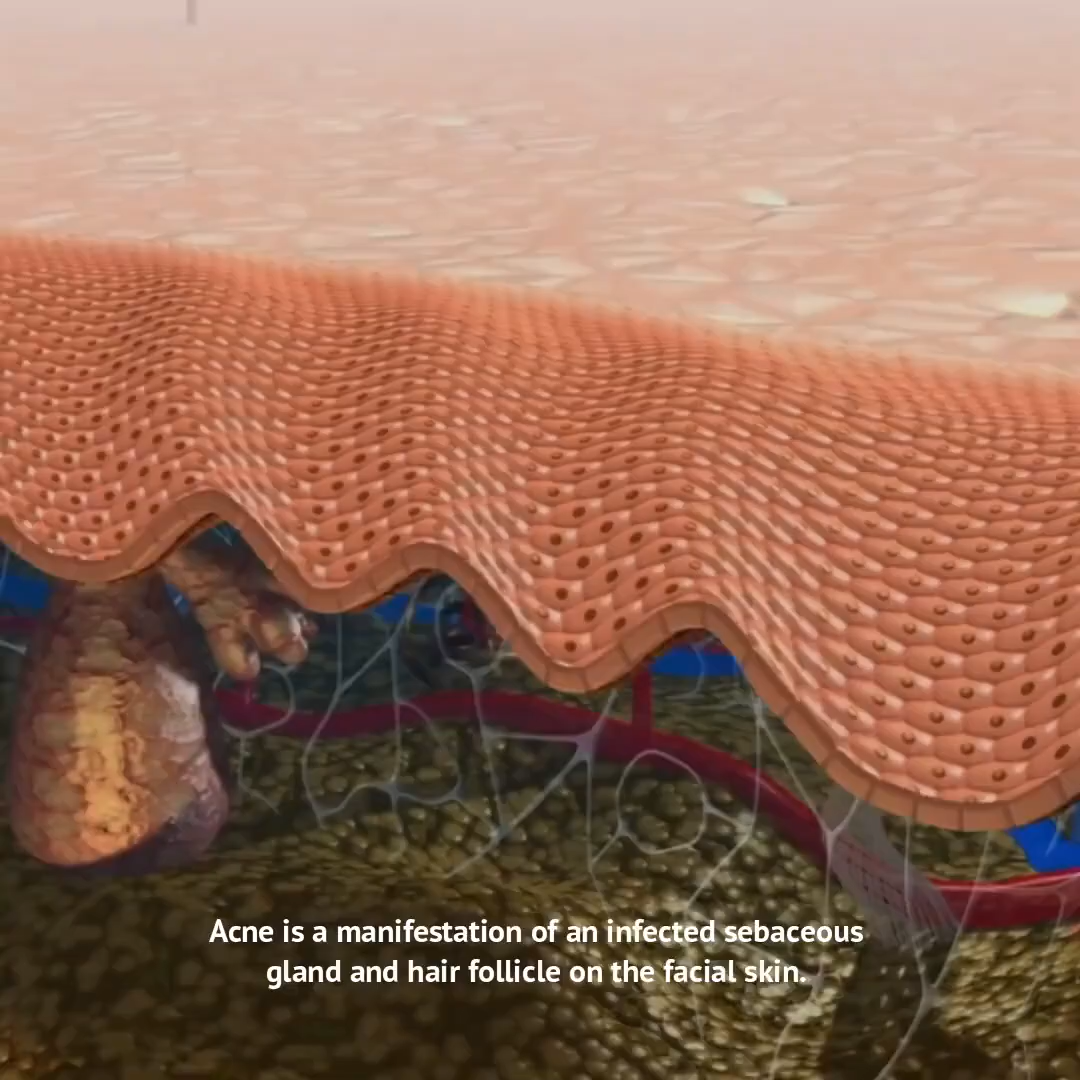 Acne is a manifestation of an infected sebaceous
gland and hair follicle on the facial skin.